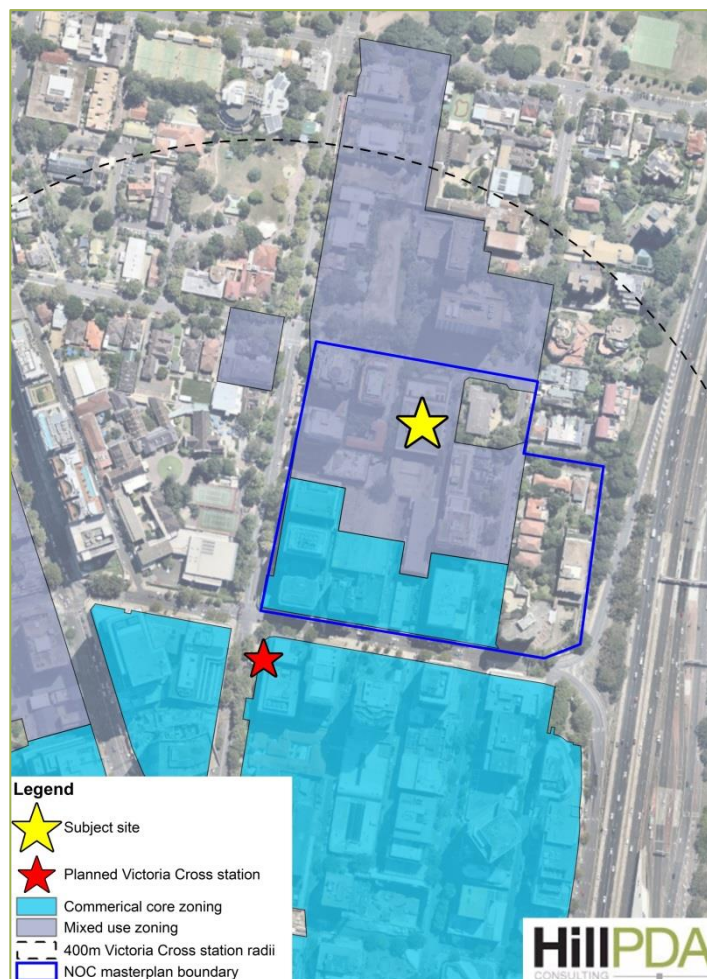 Legend
Subject site
Planned Victoria Cross station
Commerical core zoning
Mixed use zoning
400m Victoria Cross station radii
NOC masterplan boundary
HillPDA
CONSULTING